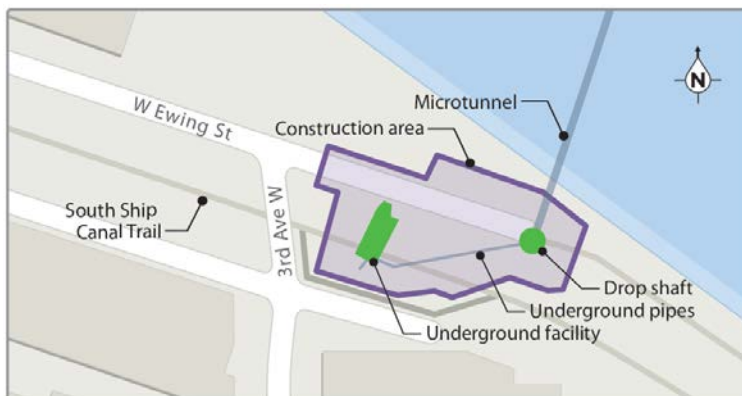 N
Microtunnel
W Ewing St
Construction area
South Ship
Canal Trail
3rd Ave W
Drop shaft
Underground pipes
Underground facility